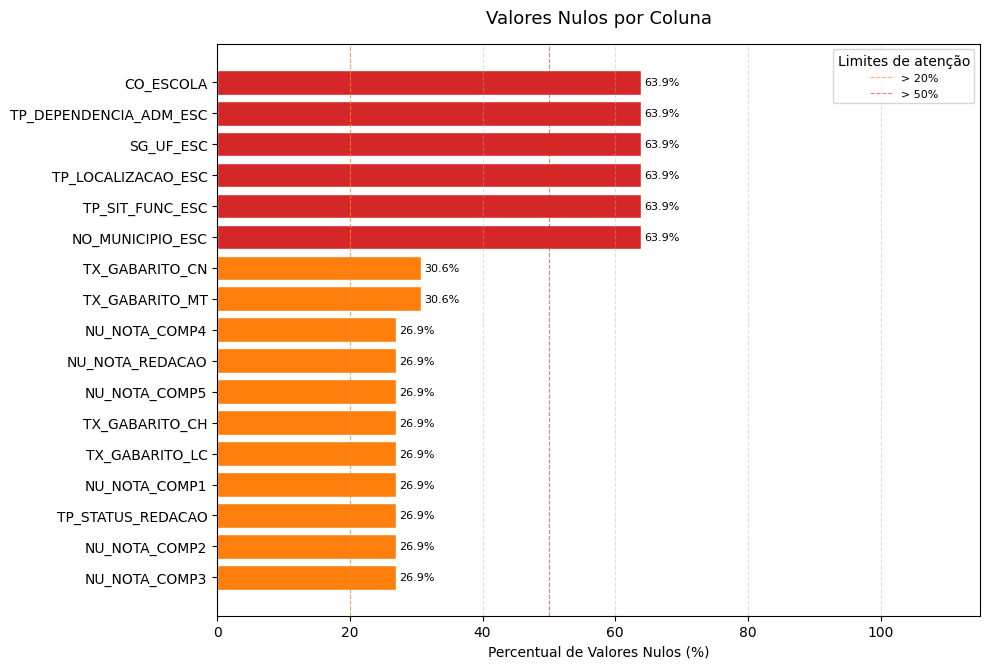 Valores Nulos por Coluna
Limites de atenção
> 20%
> 50%
CO_ESCOLA 63.9%
TP_DEPENDENCIA_ADM_ESC 63.9%
SG_UF_ESC 63.9%
TP_LOCALIZACAO_ESC 63.9%
TP_SIT_FUNC_ESC 63.9%
NO_MUNICIPIO_ESC 63.9%
TX_GABARITO_CN 30.6%
TX_GABARITO_MT 30.6%
NU_NOTA_COMP4 26.9%
NU_NOTA_REDACAO 26.9%
NU_NOTA_COMP5 26.9%
TX_GABARITO_CH 26.9%
TX_GABARITO_LC 26.9%
NU_NOTA_COMP1 26.9%
TP_STATUS_REDACAO 26.9%
NU_NOTA_COMP2 26.9%
NU_NOTA_COMP3 26.9%
0 20 40 60 80 100
Percentual de Valores Nulos (%)